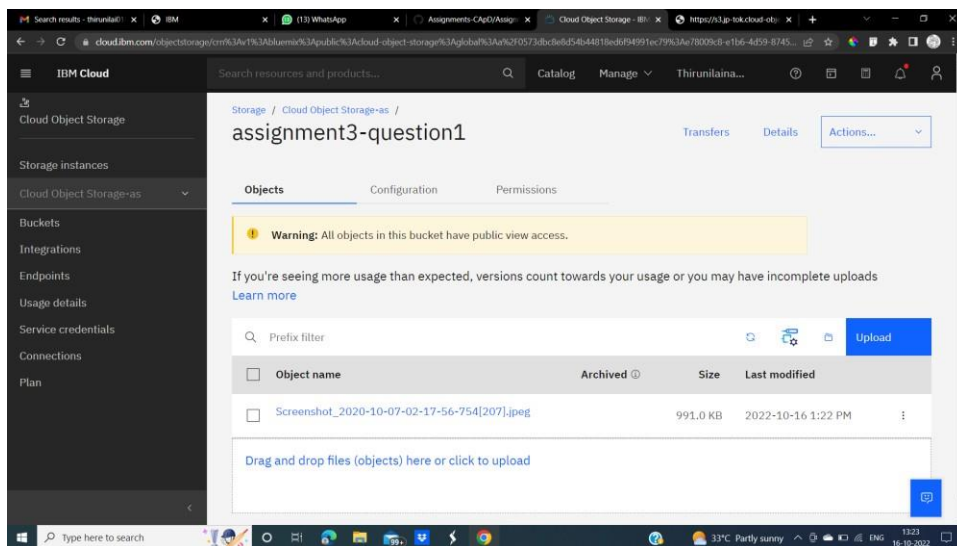 Search results - thirunilai01
IBM
(13) WhatsApp
Assignments-CApD/Assign
Cloud Object Storage - IBM
https://s3.jp-tok.cloud-obj
IBM Cloud
Search resources and products...
Catalog
Manage
Thirunilaina...
Cloud Object Storage
Storage instances
Cloud Object Storage-as
Buckets
Integrations
Endpoints
Usage details
Service credentials
Connections
Plan
Storage / Cloud Object Storage-as /
assignment3-question1
Transfers
Details
Actions...
Objects
Configuration
Permissions
Warning: All objects in this bucket have public view access.
If you're seeing more usage than expected, versions count towards your usage or you may have incomplete uploads
Learn more
Prefix filter
Upload
Object name
Archived
Size
Last modified
Screenshot_2020-10-07-02-17-56-754[207].jpeg
991.0 KB
2022-10-16 1:22 PM
Drag and drop files (objects) here or click to upload
Type here to search
99+
33°C Partly sunny
ENG
13:23
16-10-2022